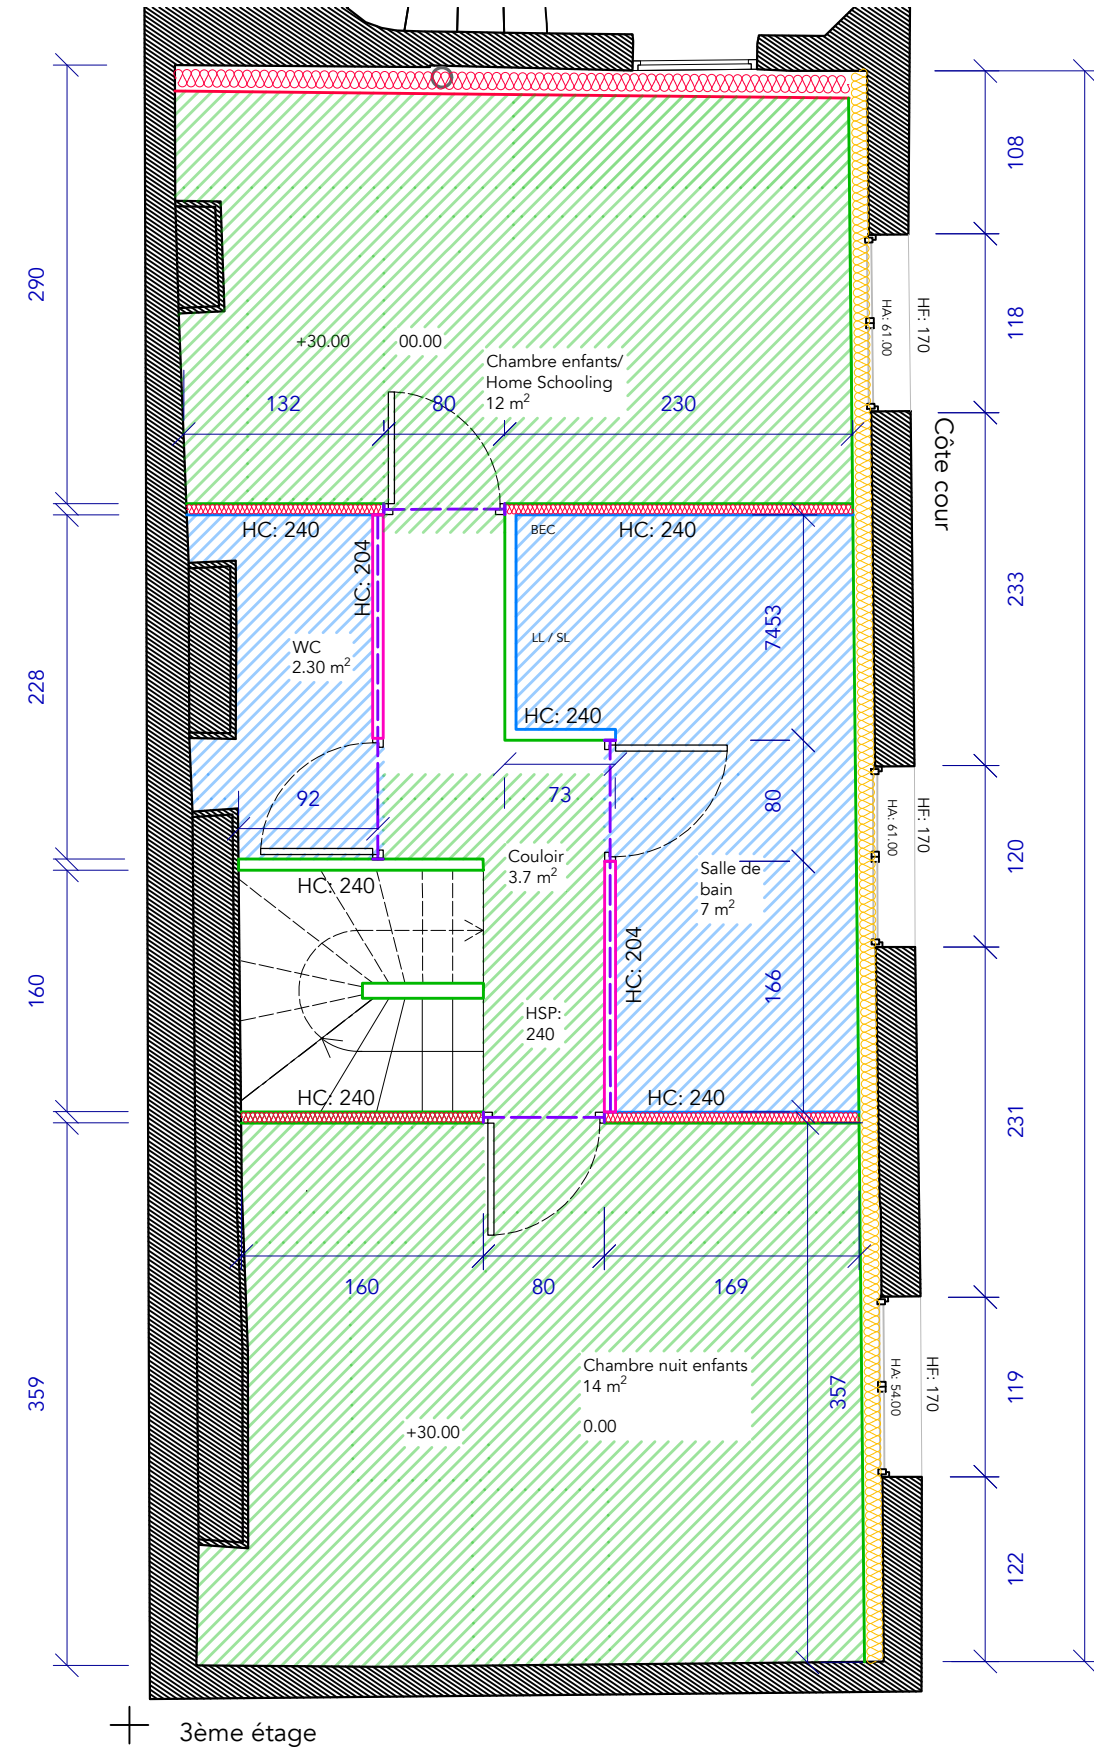 108
290
118
HF: 170
HA: 61.00
+30.00 00.00
Chambre enfants/
Home Schooling
12 m²
132
80
230
Côte cour
HC: 240
HC: 204
BEC
HC: 240
233
7453
LL / SL
WC
2.30 m²
228
HC: 240
92
73
80
HF: 170
HA: 61.00
120
Couloir
3.7 m²
Salle de
bain
7 m²
HC: 240
HC: 204
160
166
HSP:
240
HC: 240
HC: 240
231
160
80
169
Chambre nuit enfants
14 m²
0.00
+30.00
359
357
HF: 170
HA: 54.00
119
122
3ème étage